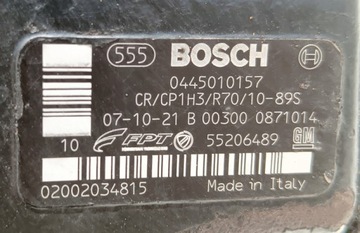 555 BOSCH
0445010157
CR/CP1H3/R70/10-89S
07-10-21 B 00300 0871014
10 FPT 55206489 GM
02002034815 Made in Italy